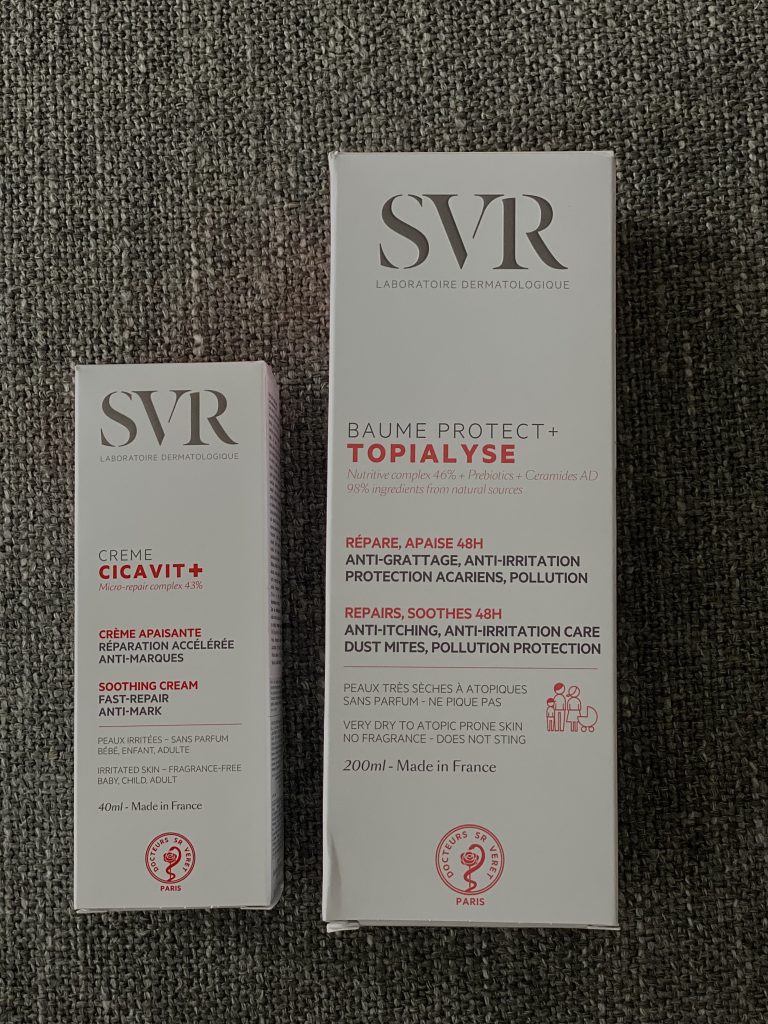 SVR
LABORATOIRE DERMATOLOGIQUE
CREME
CICAVIT+
Micro-repair complex 43%
CRÈME APAISANTE
RÉPARATION ACCÉLÉRÉE
ANTI-MARQUES
SOOTHING CREAM
FAST-REPAIR
ANTI-MARK
PEAUX IRRITÉES – SANS PARFUM
BÉBÉ, ENFANT, ADULTE
IRRITATED SKIN – FRAGRANCE-FREE
BABY, CHILD, ADULT
40ml - Made in France
DOCTEURS SR VERET
PARIS
SVR
LABORATOIRE DERMATOLOGIQUE
BAUME PROTECT+
TOPIALYSE
Nutritive complex 46% + Prebiotics + Ceramides AD
98% ingredients from natural sources
RÉPARE, APAISE 48H
ANTI-GRATTAGE, ANTI-IRRITATION
PROTECTION ACARIENS, POLLUTION
REPAIRS, SOOTHES 48H
ANTI-ITCHING, ANTI-IRRITATION CARE
DUST MITES, POLLUTION PROTECTION
PEAUX TRÈS SÈCHES À ATOPIQUES
SANS PARFUM - NE PIQUE PAS
VERY DRY TO ATOPIC PRONE SKIN
NO FRAGRANCE - DOES NOT STING
200ml - Made in France
DOCTEURS SR VERET
PARIS